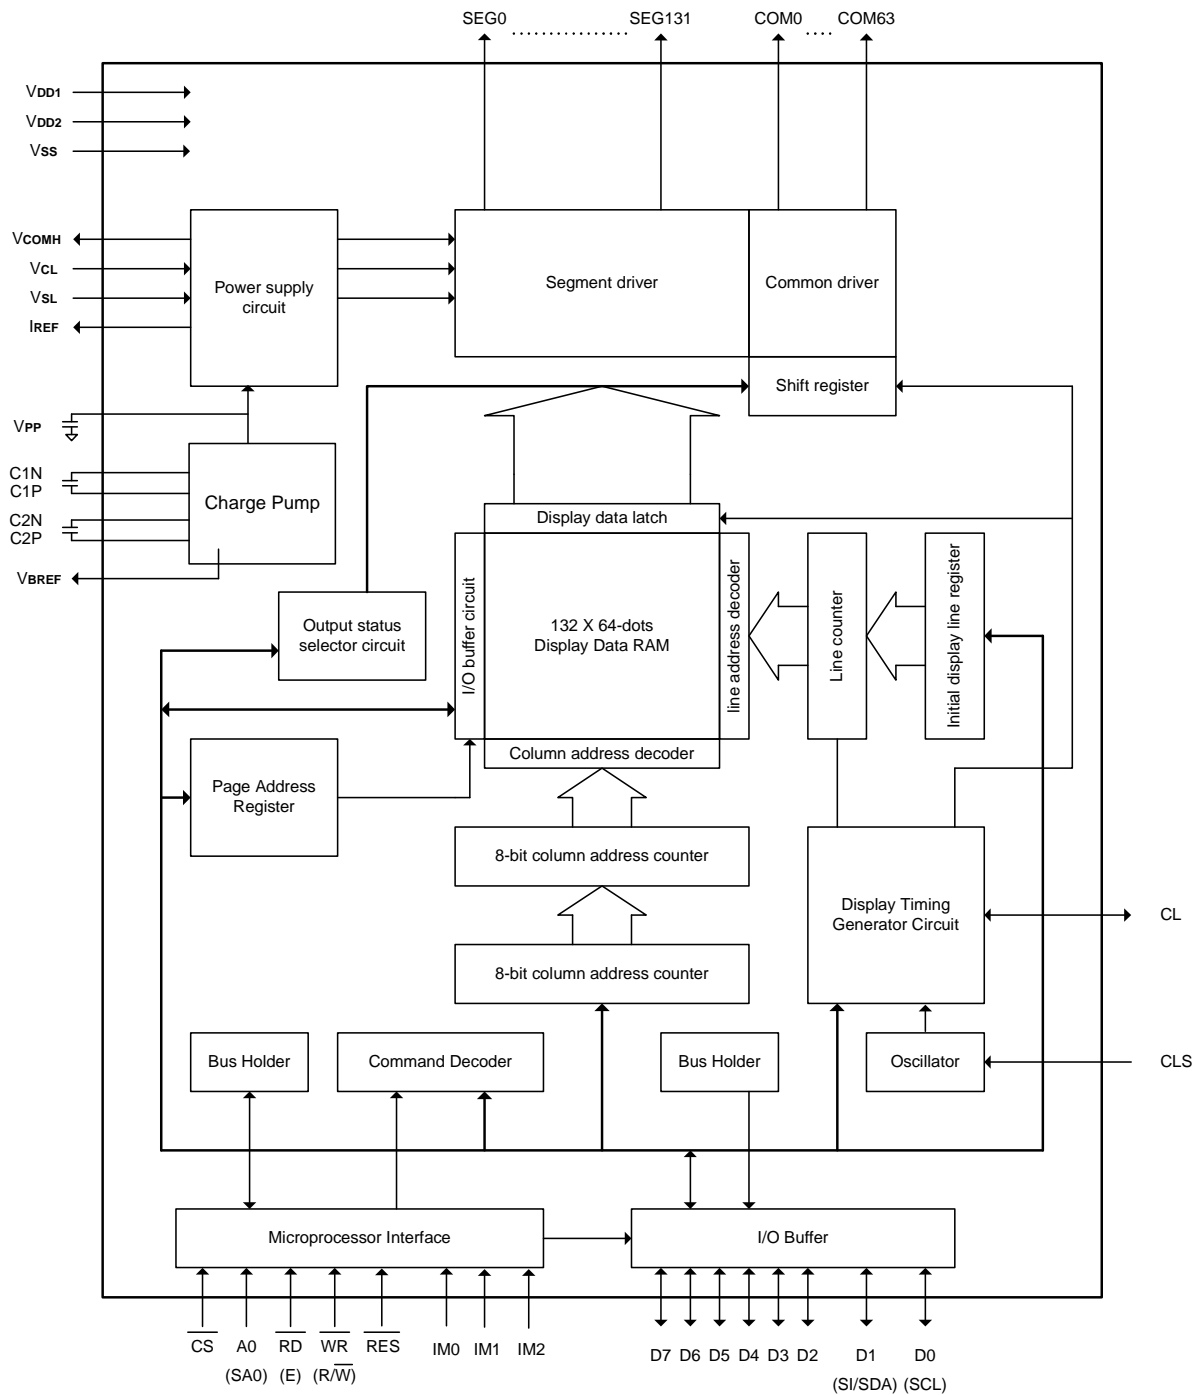 SEG0 ................... SEG131 COM0 .... COM63
VDD1
VDD2
VSS
VCOMH
VCL
VSL
IREF
Power supply
circuit
Segment driver
Common driver
Shift register
VPP
C1N
C1P
C2N
C2P
VBREF
Charge Pump
Display data latch
Output status
selector circuit
I/O buffer circuit
132 X 64-dots
Display Data RAM
line address decoder
Line counter
Initial display line register
Column address decoder
Page Address
Register
8-bit column address counter
Display Timing
Generator Circuit
CL
8-bit column address counter
Bus Holder
Command Decoder
Bus Holder
Oscillator
CLS
Microprocessor Interface
I/O Buffer
C̅S̅ A0 R̅D̅ W̅R̅ R̅E̅S̅ IM0 IM1 IM2 D7 D6 D5 D4 D3 D2 D1 D0
(SA0) (E) (R/W̅) (SI/SDA) (SCL)